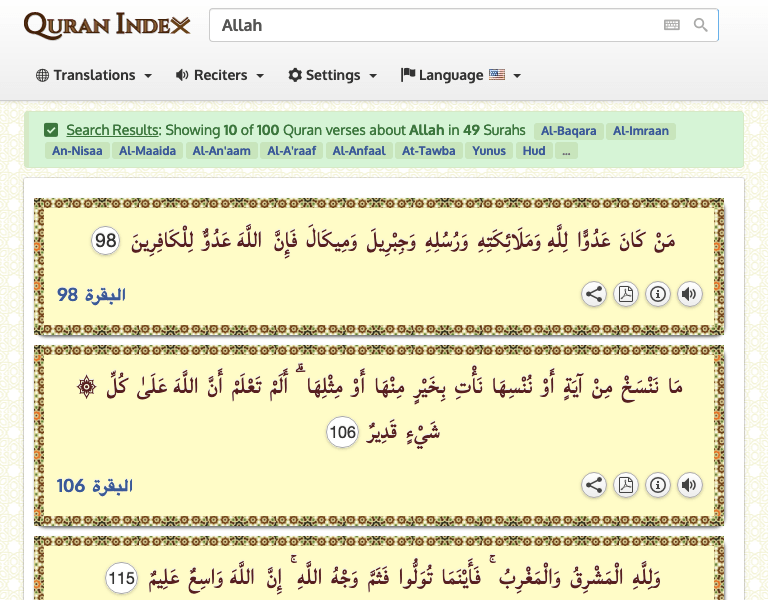 QURAN INDEX
Allah
Translations Reciters Settings Language
Search Results: Showing 10 of 100 Quran verses about Allah in 49 Surahs Al-Baqara Al-Imraan
An-Nisaa Al-Maaida Al-An'aam Al-A'raaf Al-Anfaal At-Tawba Yunus Hud ...
مَنْ كَانَ عَدُوًّا لِلَّهِ وَمَلَائِكَتِهِ وَرُسُلِهِ وَجِبْرِيلَ وَمِيكَالَ فَإِنَّ اللَّهَ عَدُوٌّ لِلْكَافِرِينَ 98
البقرة 98
۞ مَا نَنْسَخْ مِنْ آيَةٍ أَوْ نُنْسِهَا نَأْتِ بِخَيْرٍ مِنْهَا أَوْ مِثْلِهَا ۗ أَلَمْ تَعْلَمْ أَنَّ اللَّهَ عَلَىٰ كُلِّ
شَيْءٍ قَدِيرٌ 106
البقرة 106
وَلِلَّهِ الْمَشْرِقُ وَالْمَغْرِبُ ۚ فَأَيْنَمَا تُوَلُّوا فَثَمَّ وَجْهُ اللَّهِ ۚ إِنَّ اللَّهَ وَاسِعٌ عَلِيمٌ 115